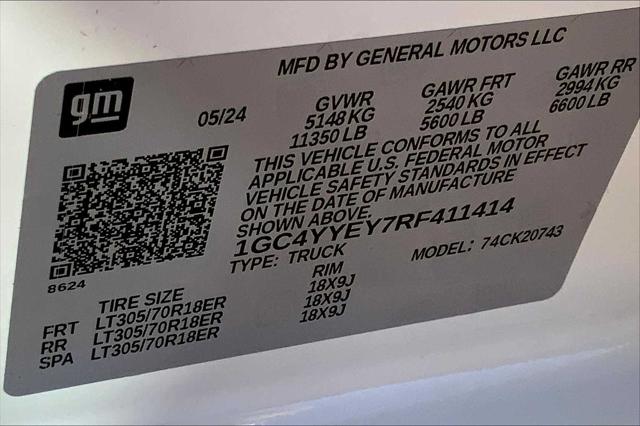 MFD BY GENERAL MOTORS LLC
gm
05/24
GVWR GAWR FRT GAWR RR
5148 KG 2540 KG 2994 KG
11350 LB 5600 LB 6600 LB
THIS VEHICLE CONFORMS TO ALL
APPLICABLE U.S. FEDERAL MOTOR
VEHICLE SAFETY STANDARDS IN EFFECT
ON THE DATE OF MANUFACTURE
SHOWN ABOVE.
1GC4YYEY7RF411414
TYPE: TRUCK MODEL: 74CK20743
8624
TIRE SIZE RIM
FRT LT305/70R18ER 18X9J
RR LT305/70R18ER 18X9J
SPA LT305/70R18ER 18X9J